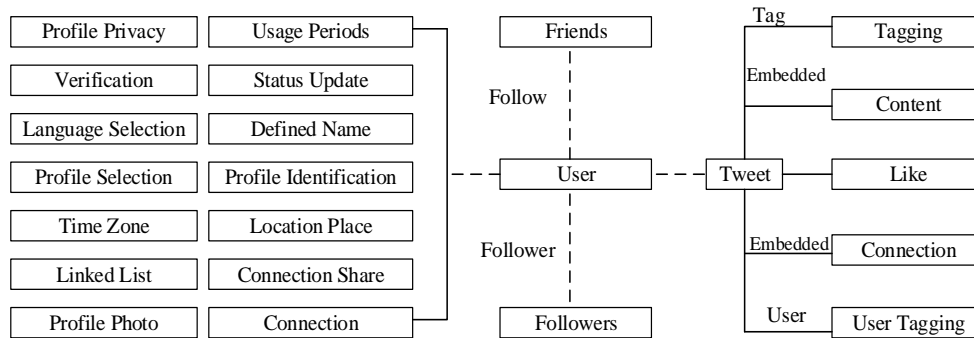 Profile Privacy
Usage Periods
Friends
Tag
Tagging
Verification
Status Update
Follow
Embedded
Content
Language Selection
Defined Name
Profile Selection
Profile Identification
User
Tweet
Like
Time Zone
Location Place
Follower
Embedded
Connection
Linked List
Connection Share
Profile Photo
Connection
Followers
User
User Tagging